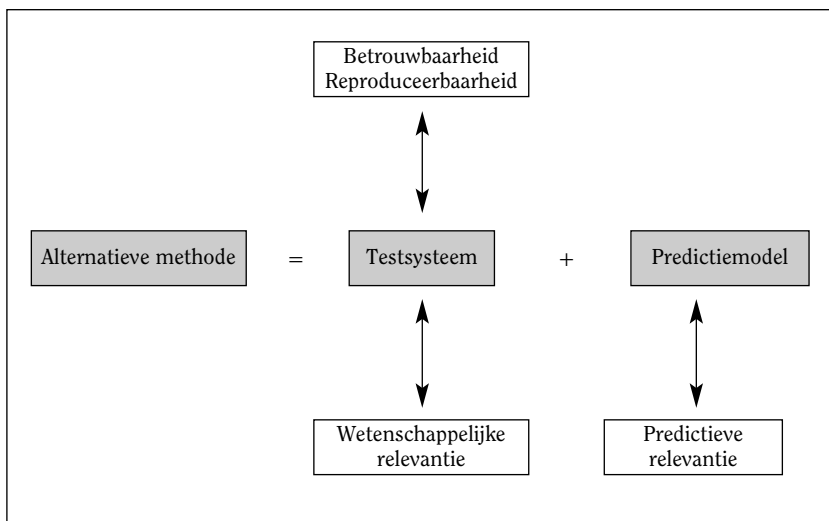 Betrouwbaarheid
Reproduceerbaarheid
Alternatieve methode = Testsysteem + Predictiemodel
Wetenschappelijke
relevantie
Predictieve
relevantie